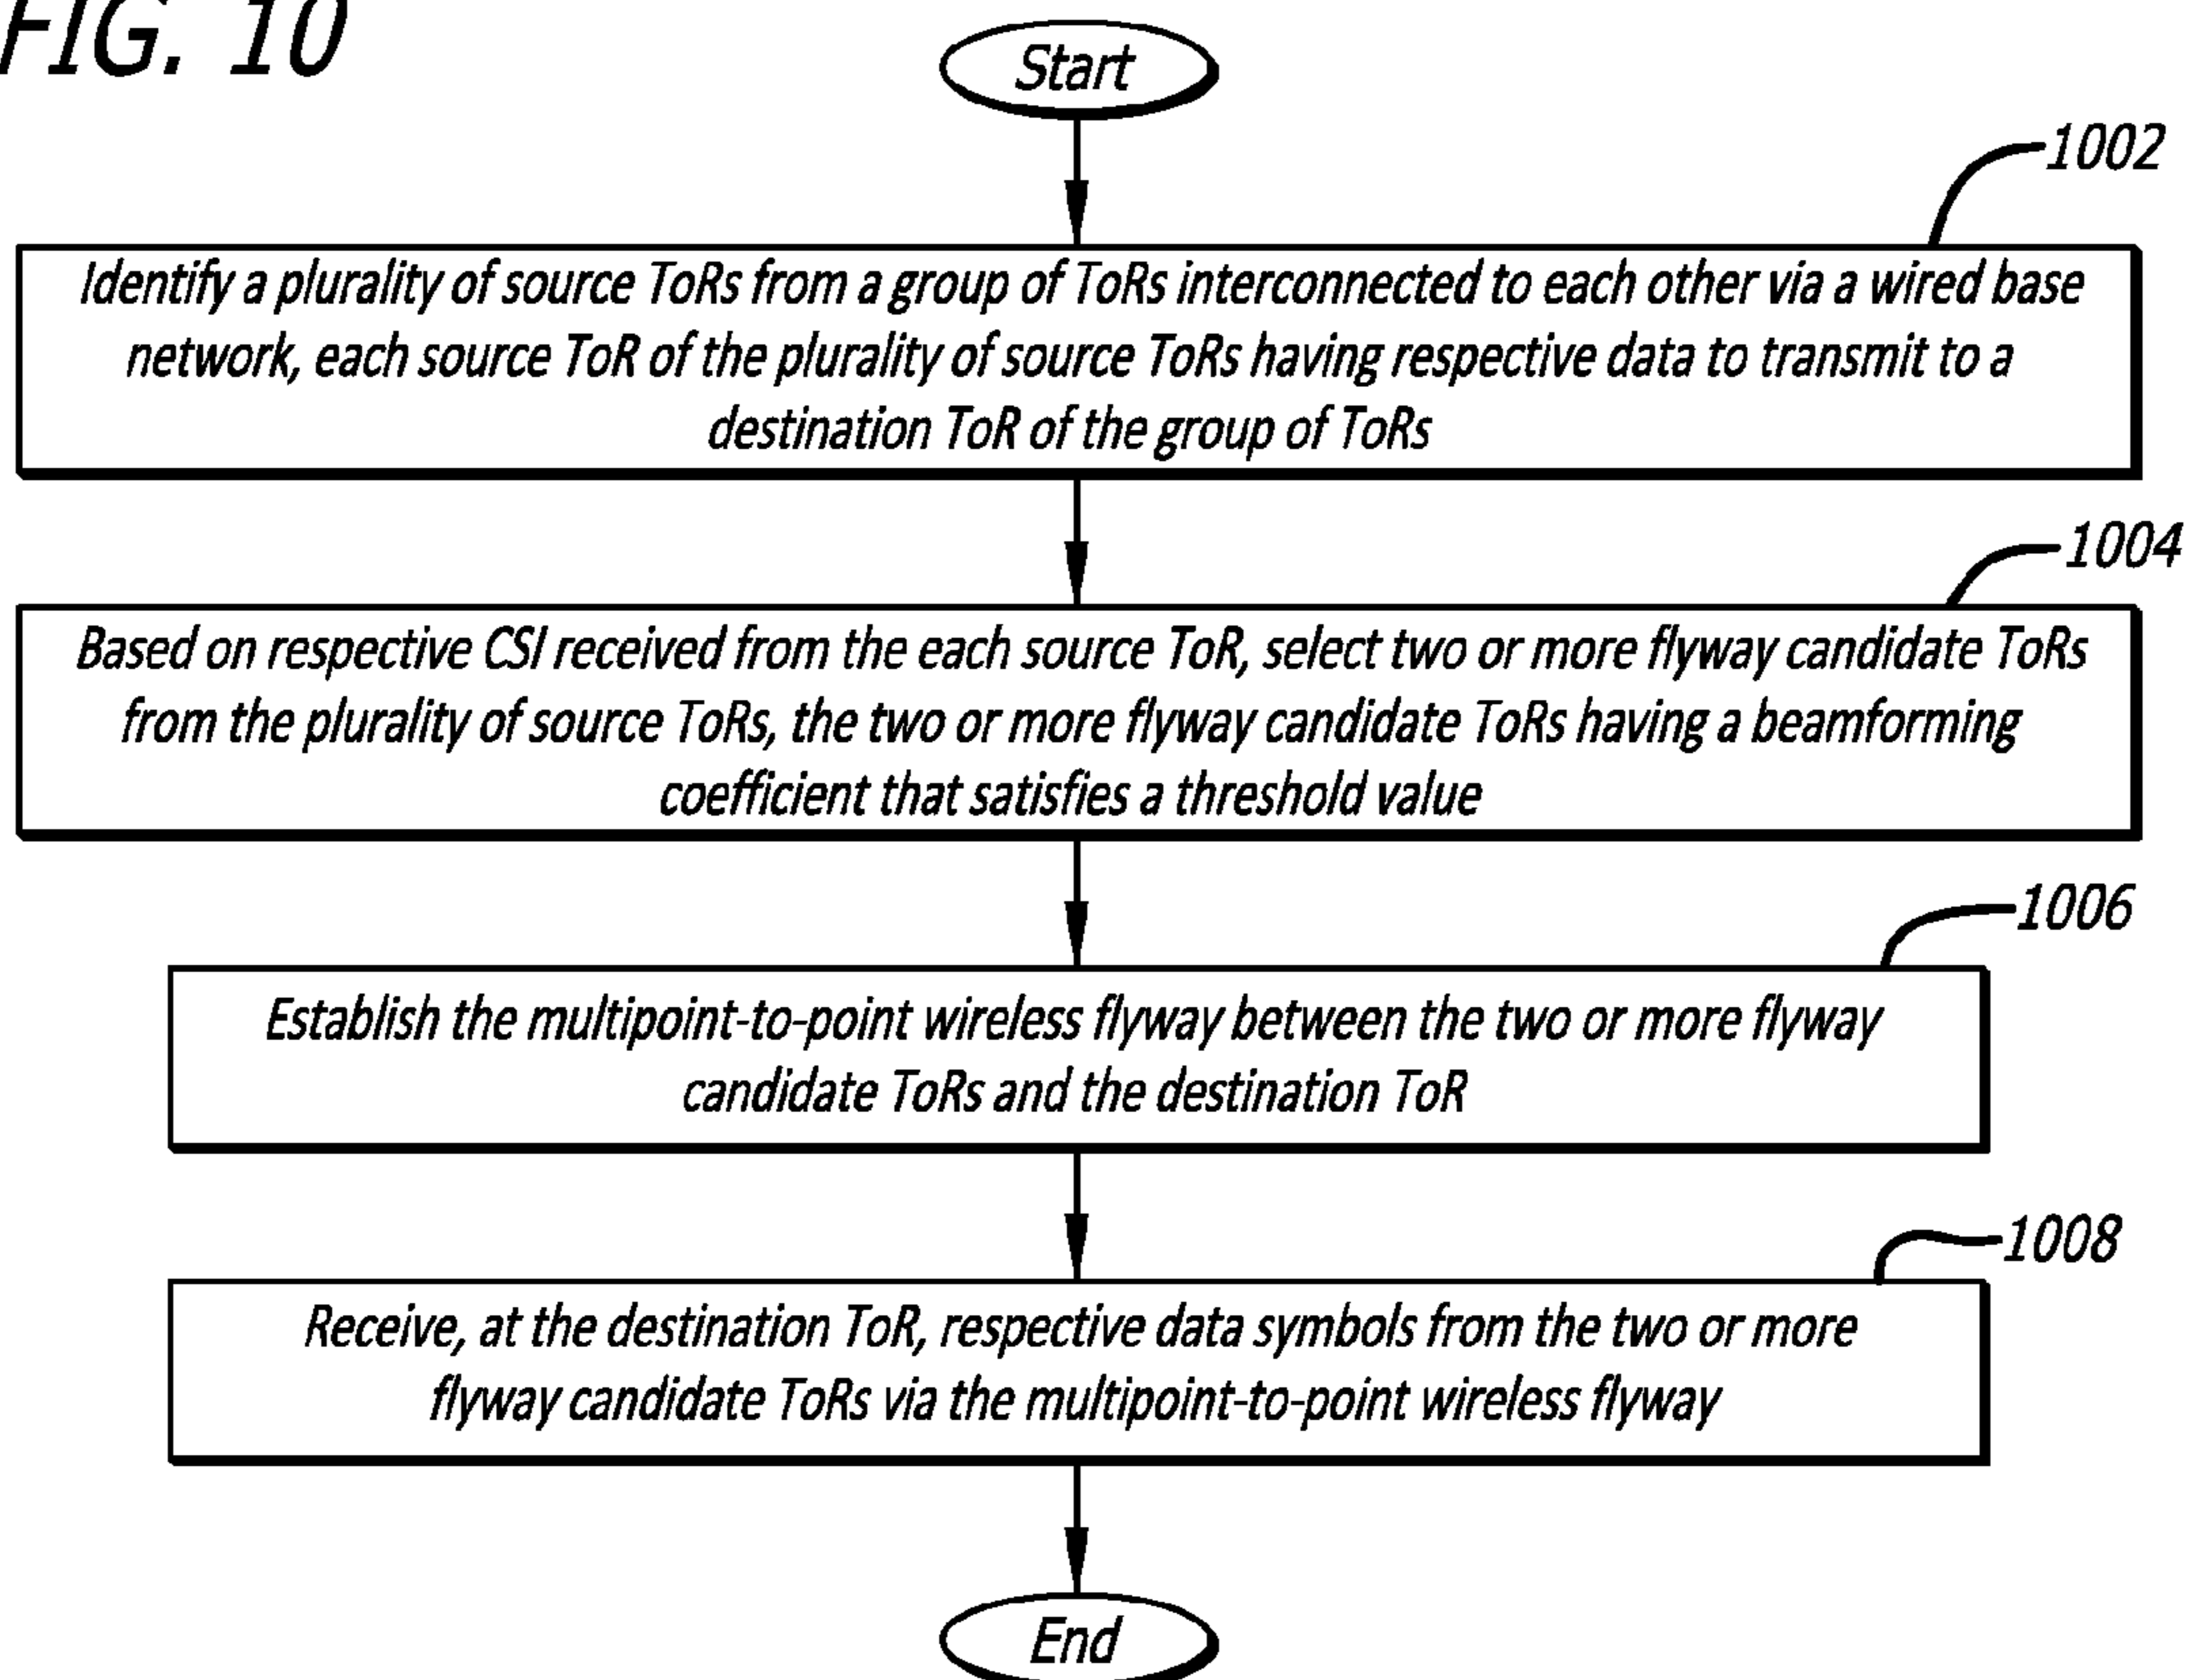 FIG. 10
Start
1002
Identify a plurality of source ToRs from a group of ToRs interconnected to each other via a wired base
network, each source ToR of the plurality of source ToRs having respective data to transmit to a
destination ToR of the group of ToRs
1004
Based on respective CSI received from the each source ToR, select two or more flyway candidate ToRs
from the plurality of source ToRs, the two or more flyway candidate ToRs having a beamforming
coefficient that satisfies a threshold value
1006
Establish the multipoint-to-point wireless flyway between the two or more flyway
candidate ToRs and the destination ToR
1008
Receive, at the destination ToR, respective data symbols from the two or more
flyway candidate ToRs via the multipoint-to-point wireless flyway
End